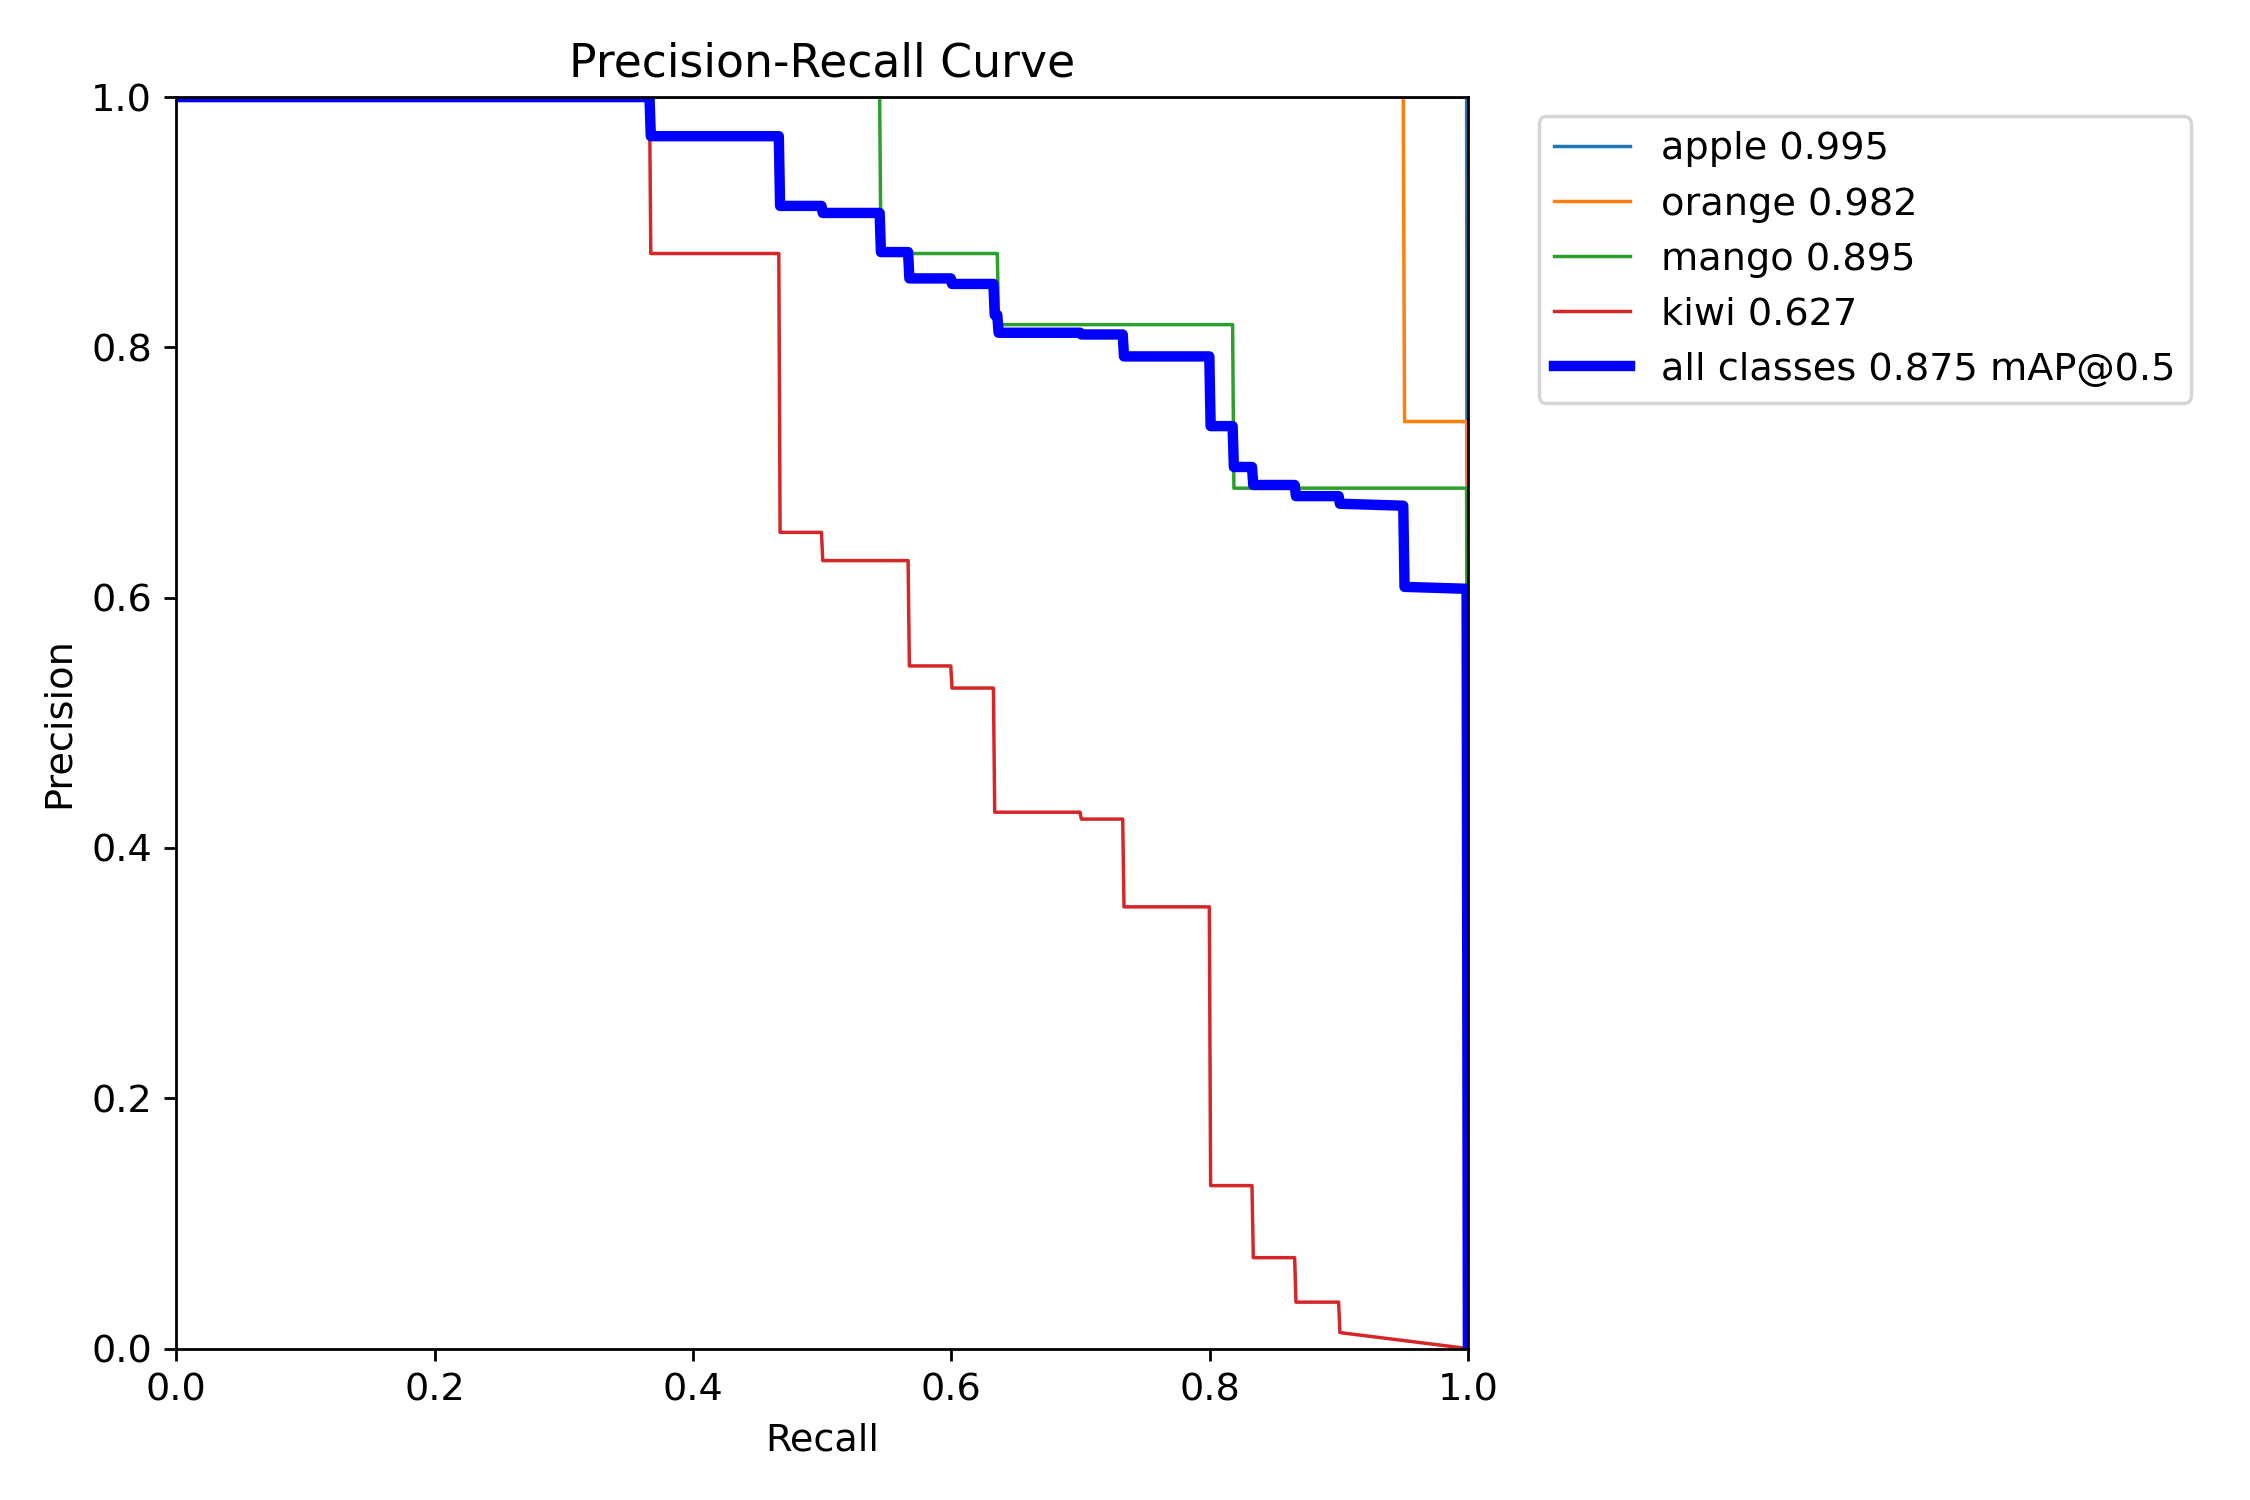 Precision-Recall Curve
1.0
0.8
0.6
0.4
0.2
0.0
Precision
0.0 0.2 0.4 0.6 0.8 1.0
Recall
apple 0.995
orange 0.982
mango 0.895
kiwi 0.627
all classes 0.875 mAP@0.5